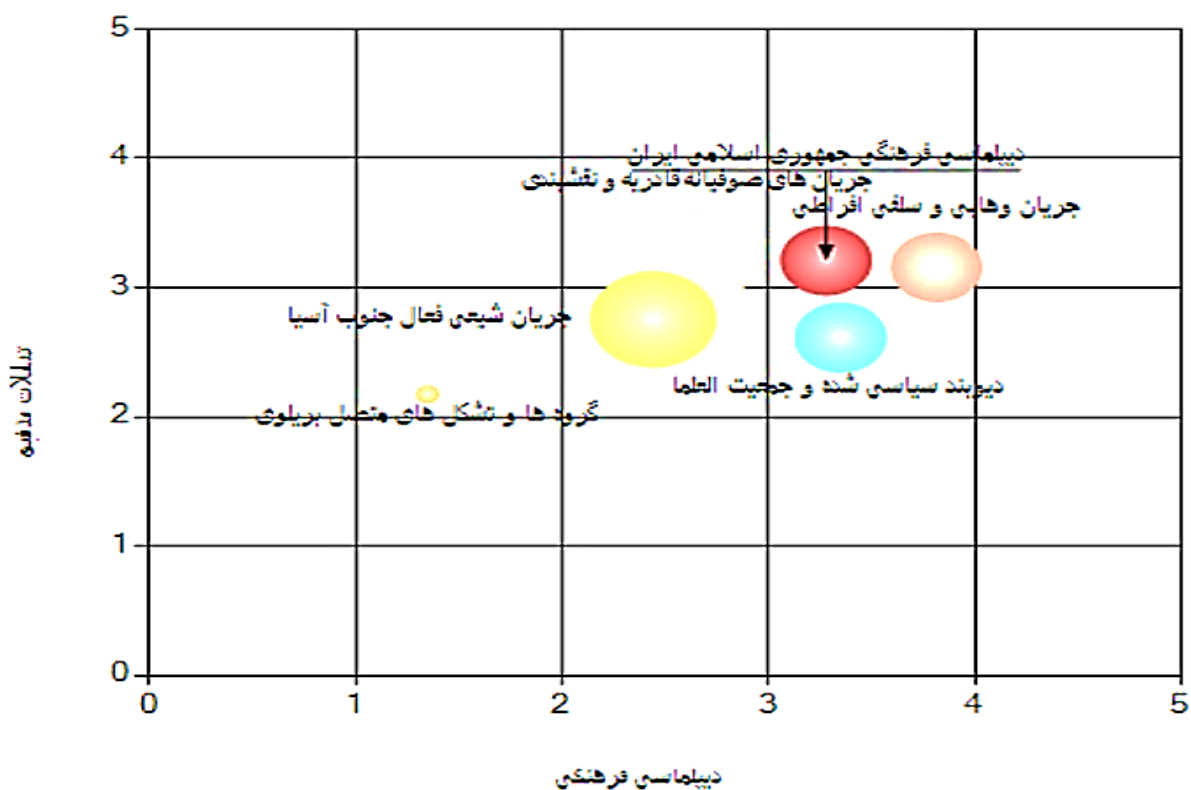 5
4
3
2
1
0
دیپلماسی فرهنگی جمهوری اسلامی ایران
جریان های صوفیانه قادریه و نقشبندی
جریان وهابی و سلفی افراطی
جریان شیعی فعال جنوب آسیا
دیوبند سیاسی شده و جمعیت العلما
گروه ها و تشکل های متصل بریلوی
0 1 2 3 4 5
دیپلماسی فرهنگی